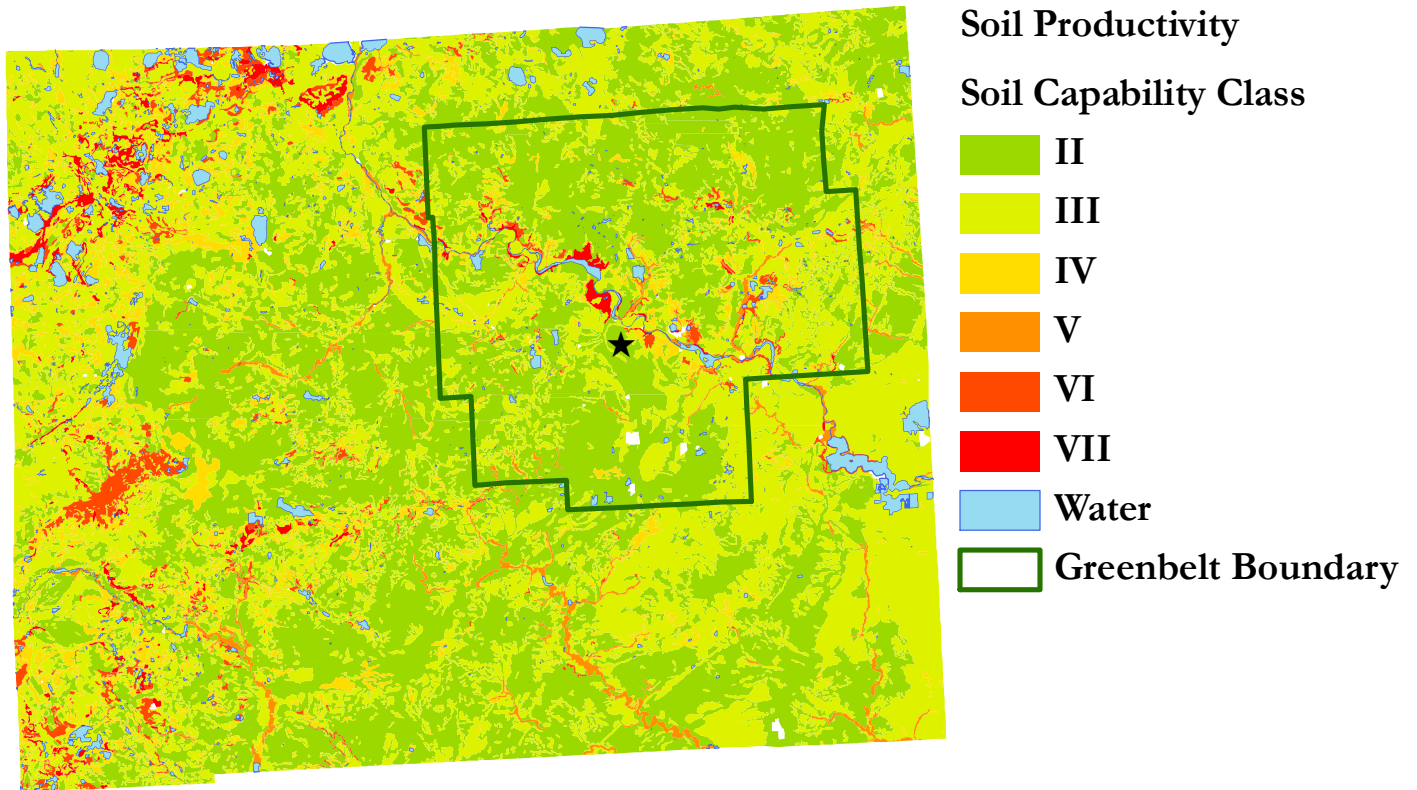 Soil Productivity
Soil Capability Class
II
III
IV
V
VI
VII
Water
Greenbelt Boundary